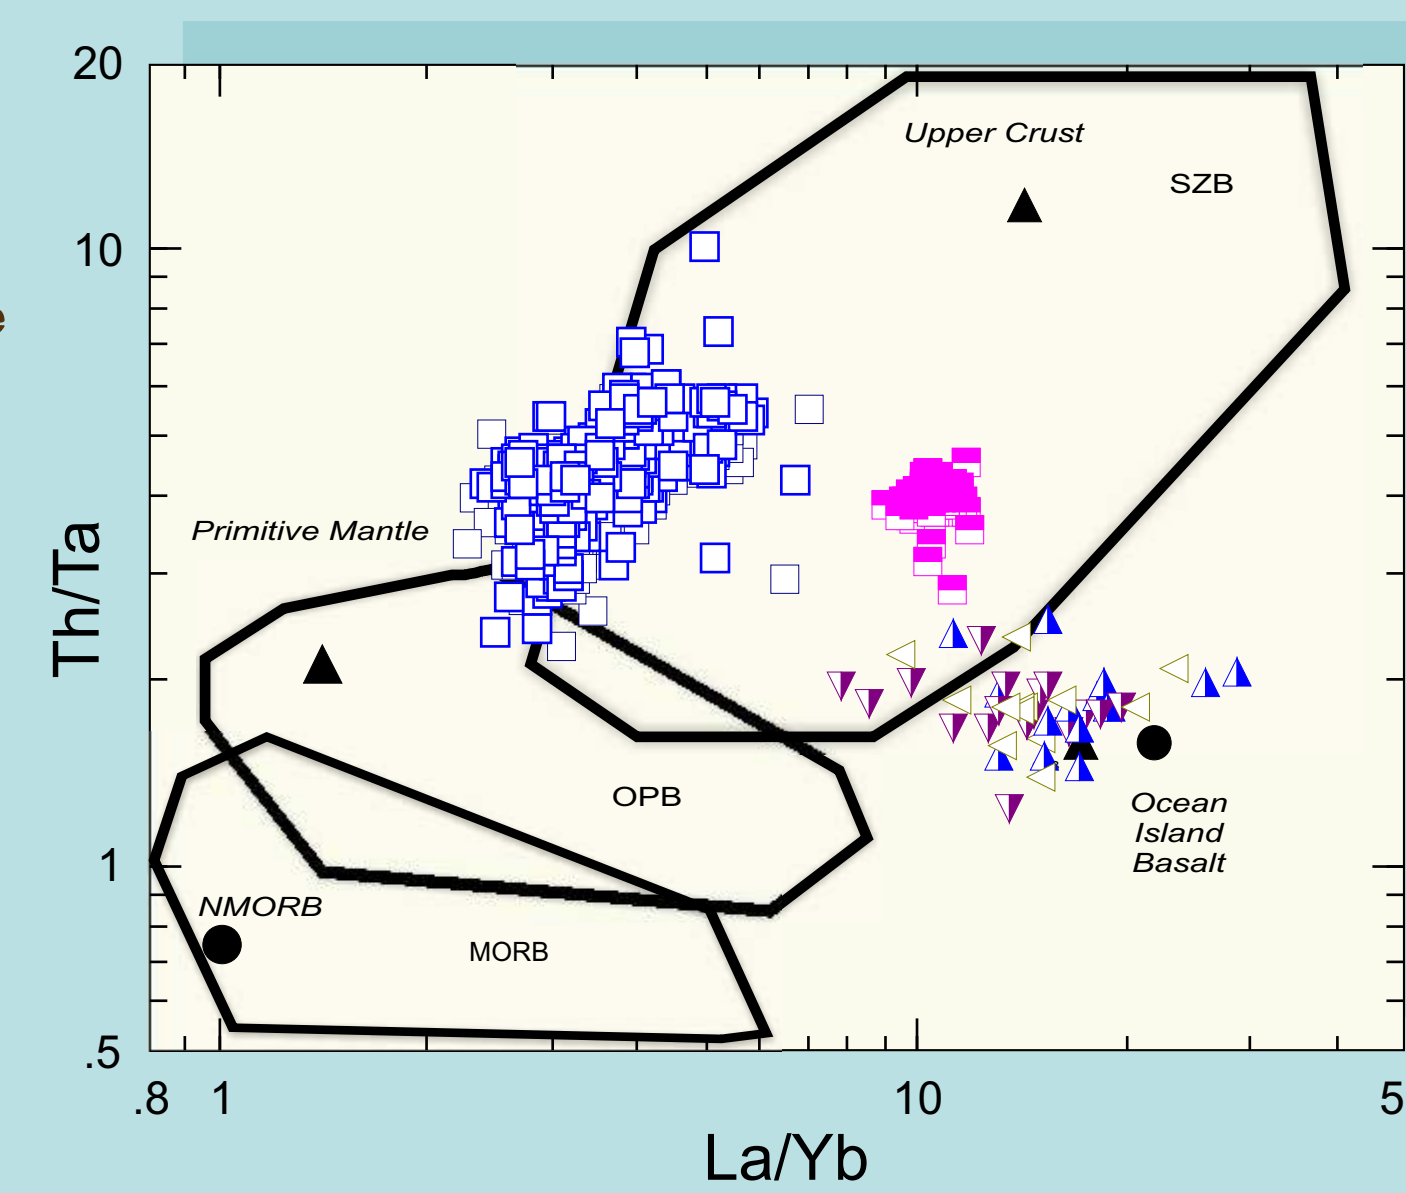 20
Upper Crust
SZB
10
e
Primitive Mantle
Th/Ta
OPB
Ocean
Island
Basalt
1
NMORB
MORB
.5
.8 1 10 5
La/Yb